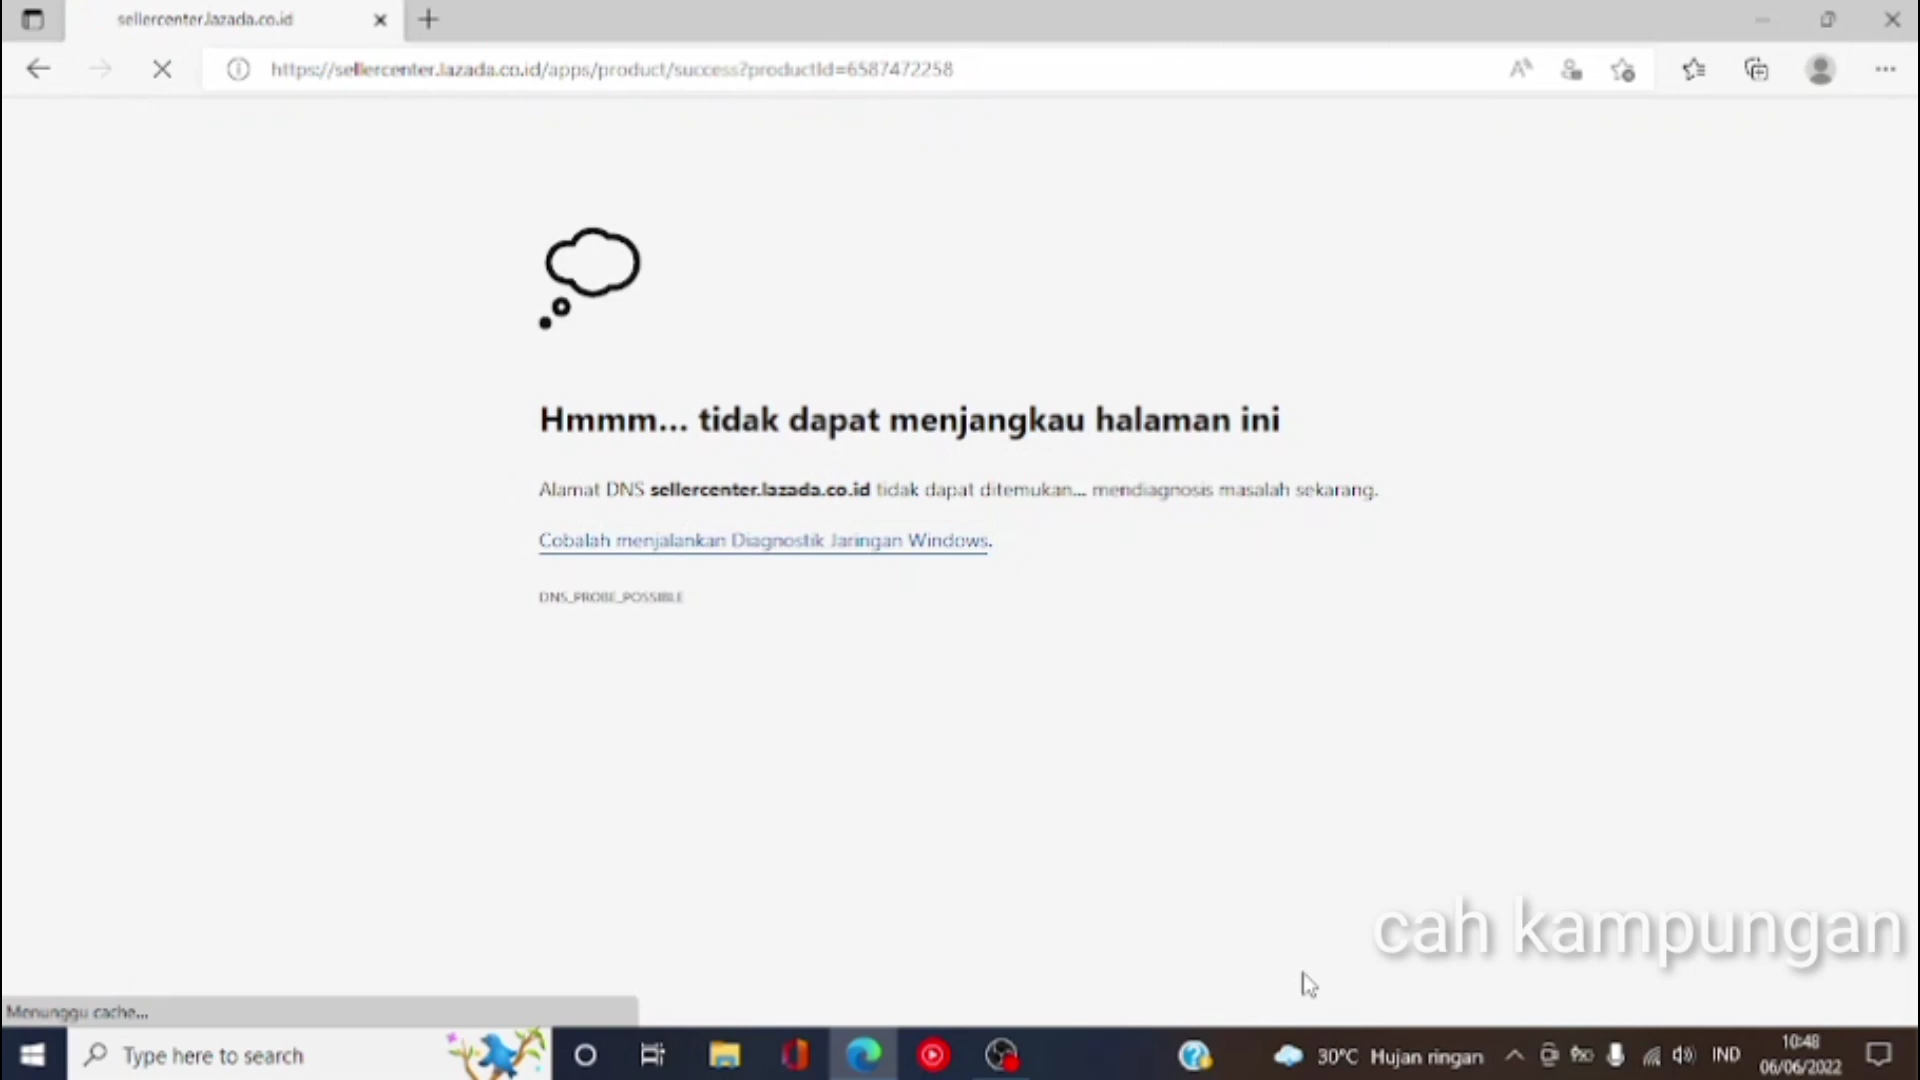 sellercenter.lazada.co.id
https://sellercenter.lazada.co.id/apps/product/success?productId=6587472258
Hmmm... tidak dapat menjangkau halaman ini
Alamat DNS sellercenter.lazada.co.id tidak dapat ditemukan... mendiagnosis masalah sekarang.
Cobalah menjalankan Diagnostik Jaringan Windows.
DNS_PROBE_POSSIBLE
cah kampungan
Menunggu cache...
Type here to search
30°C Hujan ringan
IND
10:48
06/06/2022